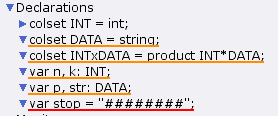 Declarations
colset INT = int;
colset DATA = string;
colset INTxDATA = product INT*DATA;
var n, k: INT;
var p, str: DATA;
var stop = "########";